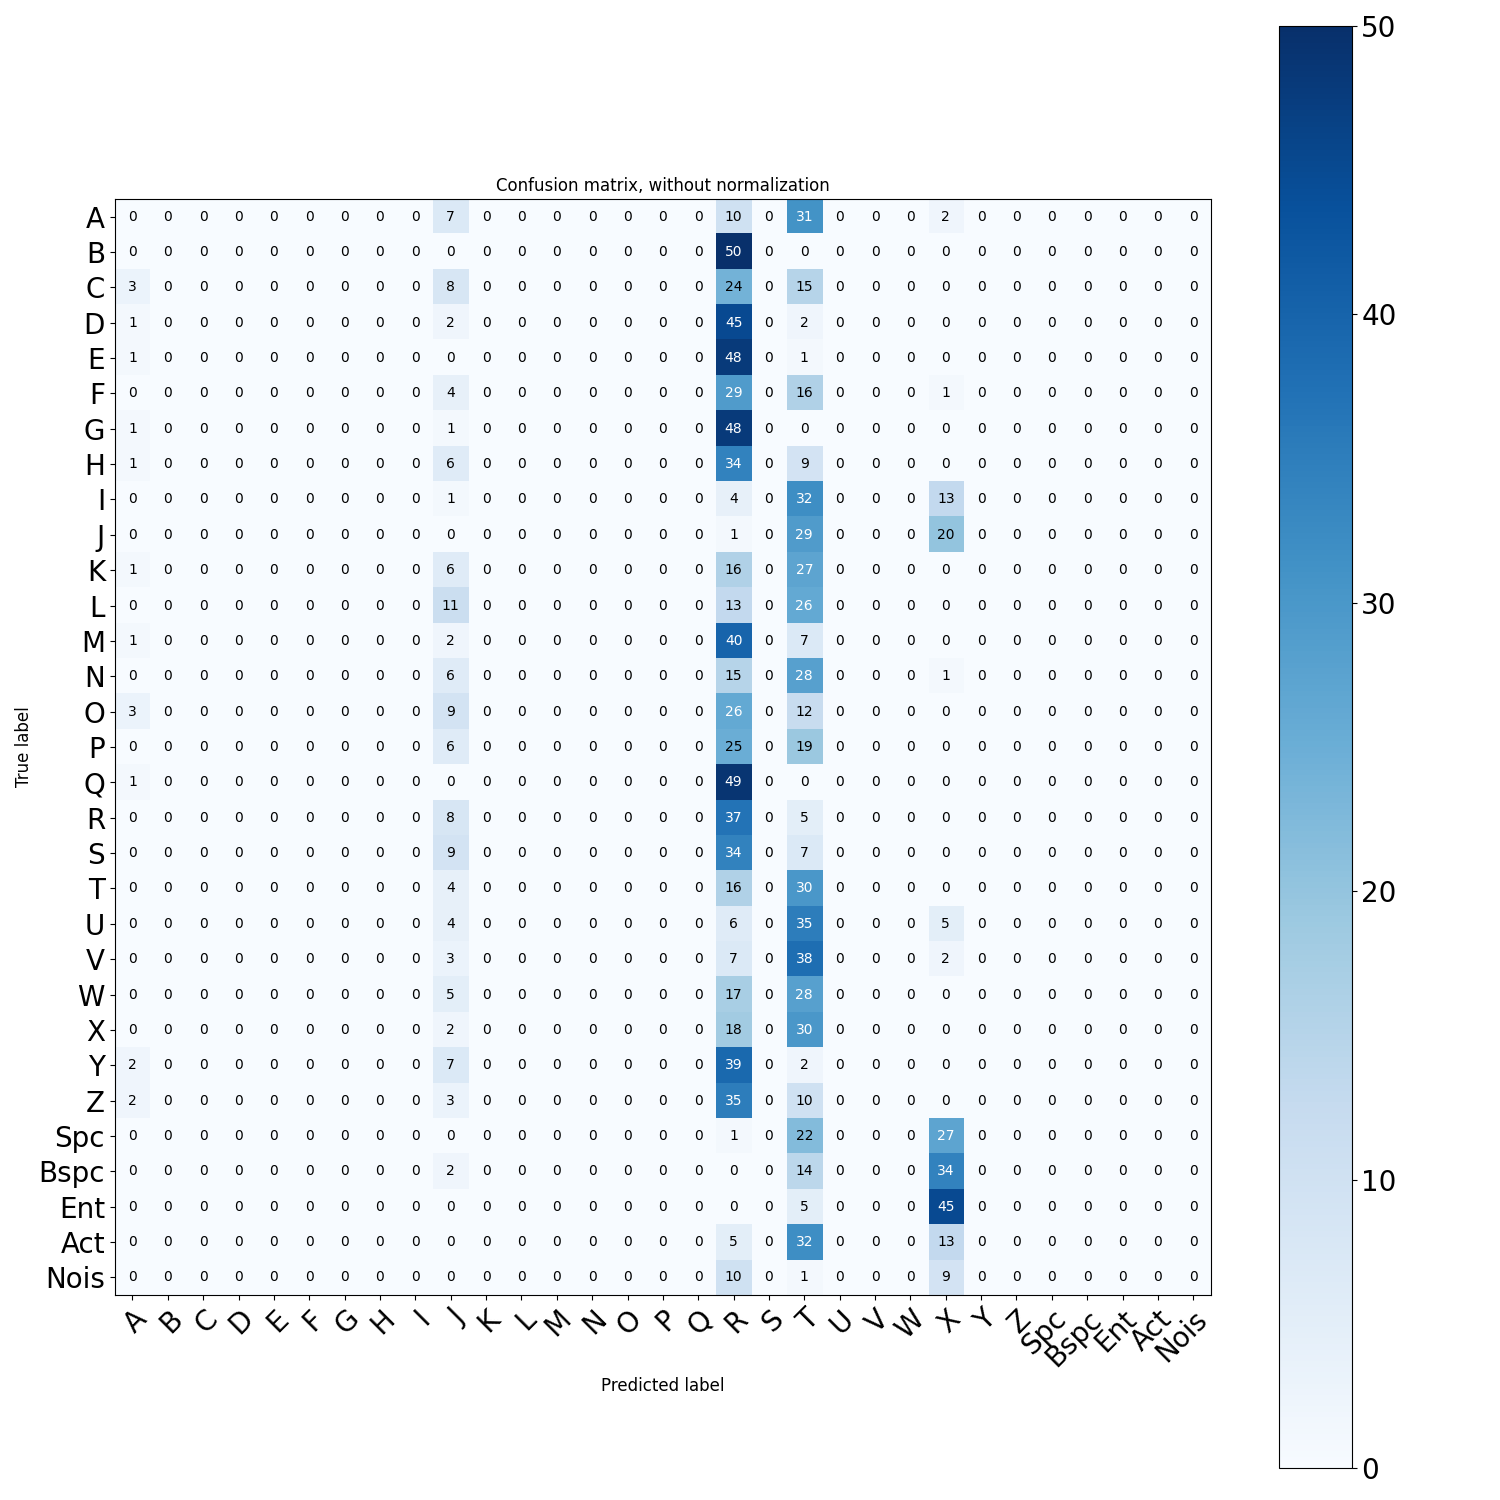 Confusion matrix, without normalization
A 0 0 0 0 0 0 0 0 0 7 0 0 0 0 0 0 0 10 0 31 0 0 0 2 0 0 0 0 0 0 0
B 0 0 0 0 0 0 0 0 0 0 0 0 0 0 0 0 0 50 0 0 0 0 0 0 0 0 0 0 0 0 0
C 3 0 0 0 0 0 0 0 0 8 0 0 0 0 0 0 0 24 0 15 0 0 0 0 0 0 0 0 0 0 0
D 1 0 0 0 0 0 0 0 0 2 0 0 0 0 0 0 0 45 0 2 0 0 0 0 0 0 0 0 0 0 0
E 1 0 0 0 0 0 0 0 0 0 0 0 0 0 0 0 0 48 0 1 0 0 0 0 0 0 0 0 0 0 0
F 0 0 0 0 0 0 0 0 0 4 0 0 0 0 0 0 0 29 0 16 0 0 0 1 0 0 0 0 0 0 0
G 1 0 0 0 0 0 0 0 0 1 0 0 0 0 0 0 0 48 0 0 0 0 0 0 0 0 0 0 0 0 0
H 1 0 0 0 0 0 0 0 0 6 0 0 0 0 0 0 0 34 0 9 0 0 0 0 0 0 0 0 0 0 0
I 0 0 0 0 0 0 0 0 0 1 0 0 0 0 0 0 0 4 0 32 0 0 0 13 0 0 0 0 0 0 0
J 0 0 0 0 0 0 0 0 0 0 0 0 0 0 0 0 0 1 0 29 0 0 0 20 0 0 0 0 0 0 0
K 1 0 0 0 0 0 0 0 0 6 0 0 0 0 0 0 0 16 0 27 0 0 0 0 0 0 0 0 0 0 0
L 0 0 0 0 0 0 0 0 0 11 0 0 0 0 0 0 0 13 0 26 0 0 0 0 0 0 0 0 0 0 0
M 1 0 0 0 0 0 0 0 0 2 0 0 0 0 0 0 0 40 0 7 0 0 0 0 0 0 0 0 0 0 0
N 0 0 0 0 0 0 0 0 0 6 0 0 0 0 0 0 0 15 0 28 0 0 0 1 0 0 0 0 0 0 0
O 3 0 0 0 0 0 0 0 0 9 0 0 0 0 0 0 0 26 0 12 0 0 0 0 0 0 0 0 0 0 0
P 0 0 0 0 0 0 0 0 0 6 0 0 0 0 0 0 0 25 0 19 0 0 0 0 0 0 0 0 0 0 0
Q 1 0 0 0 0 0 0 0 0 0 0 0 0 0 0 0 0 49 0 0 0 0 0 0 0 0 0 0 0 0 0
R 0 0 0 0 0 0 0 0 0 8 0 0 0 0 0 0 0 37 0 5 0 0 0 0 0 0 0 0 0 0 0
S 0 0 0 0 0 0 0 0 0 9 0 0 0 0 0 0 0 34 0 7 0 0 0 0 0 0 0 0 0 0 0
T 0 0 0 0 0 0 0 0 0 4 0 0 0 0 0 0 0 16 0 30 0 0 0 0 0 0 0 0 0 0 0
U 0 0 0 0 0 0 0 0 0 4 0 0 0 0 0 0 0 6 0 35 0 0 0 5 0 0 0 0 0 0 0
V 0 0 0 0 0 0 0 0 0 3 0 0 0 0 0 0 0 7 0 38 0 0 0 2 0 0 0 0 0 0 0
W 0 0 0 0 0 0 0 0 0 5 0 0 0 0 0 0 0 17 0 28 0 0 0 0 0 0 0 0 0 0 0
X 0 0 0 0 0 0 0 0 0 2 0 0 0 0 0 0 0 18 0 30 0 0 0 0 0 0 0 0 0 0 0
Y 2 0 0 0 0 0 0 0 0 7 0 0 0 0 0 0 0 39 0 2 0 0 0 0 0 0 0 0 0 0 0
Z 2 0 0 0 0 0 0 0 0 3 0 0 0 0 0 0 0 35 0 10 0 0 0 0 0 0 0 0 0 0 0
Spc 0 0 0 0 0 0 0 0 0 0 0 0 0 0 0 0 0 1 0 22 0 0 0 27 0 0 0 0 0 0 0
Bspc 0 0 0 0 0 0 0 0 0 2 0 0 0 0 0 0 0 0 0 14 0 0 0 34 0 0 0 0 0 0 0
Ent 0 0 0 0 0 0 0 0 0 0 0 0 0 0 0 0 0 0 0 5 0 0 0 45 0 0 0 0 0 0 0
Act 0 0 0 0 0 0 0 0 0 0 0 0 0 0 0 0 0 5 0 32 0 0 0 13 0 0 0 0 0 0 0
Nois 0 0 0 0 0 0 0 0 0 0 0 0 0 0 0 0 0 10 0 1 0 0 0 9 0 0 0 0 0 0 0
A B C D E F G H I J K L M N O P Q R S T U V W X Y Z Spc Bspc Ent Act Nois
True label
Predicted label
50
40
30
20
10
0